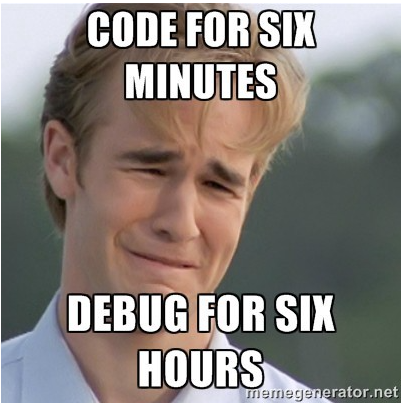 CODE FOR SIX
MINUTES
DEBUG FOR SIX
HOURS
memegenerator.net